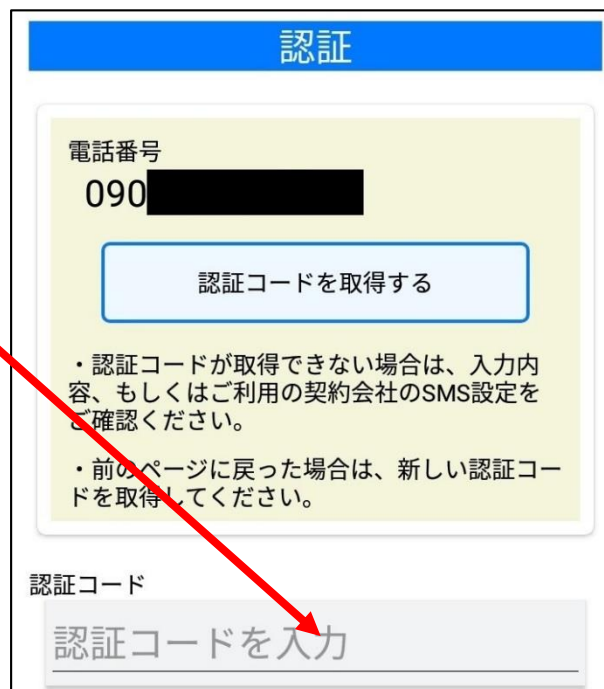 認証
電話番号
090
認証コードを取得する
・認証コードが取得できない場合は、入力内
容、もしくはご利用の契約会社のSMS設定を
ご確認ください。
・前のページに戻った場合は、新しい認証コー
ドを取得してください。
認証コード
認証コードを入力